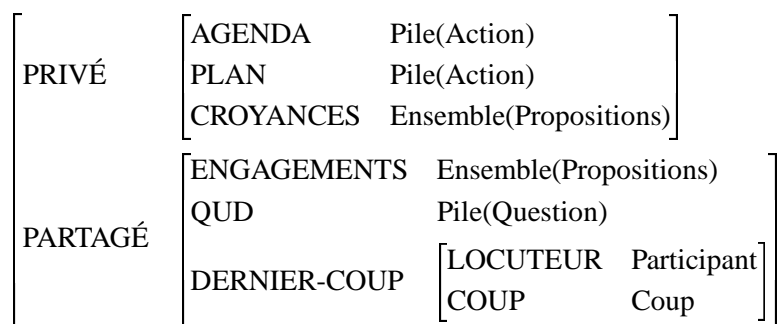 PRIVÉ
AGENDA Pile(Action)
PLAN Pile(Action)
CROYANCES Ensemble(Propositions)
PARTAGÉ
ENGAGEMENTS Ensemble(Propositions)
QUD Pile(Question)
DERNIER-COUP
LOCUTEUR Participant
COUP Coup